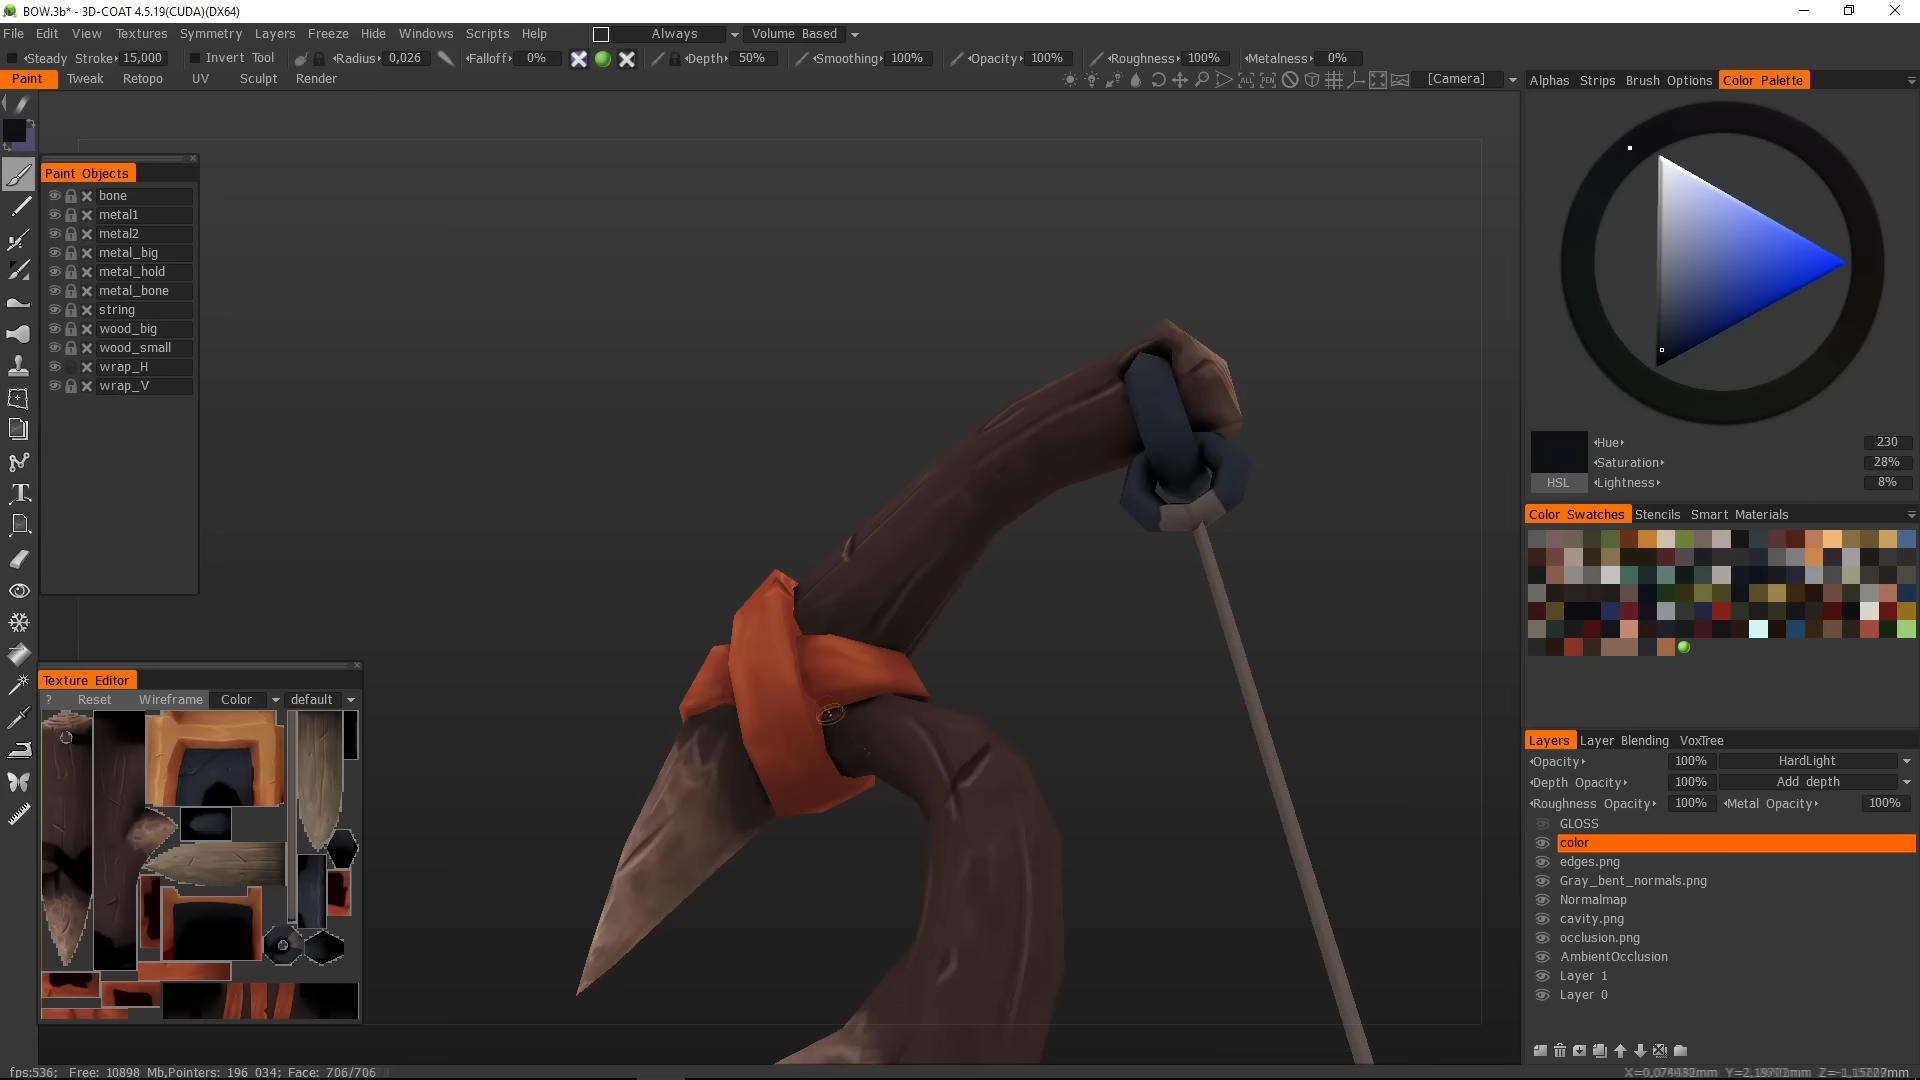 BOW.3b* - 3D-COAT 4.5.19(CUDA)(DX64)
File Edit View Textures Symmetry Layers Freeze Hide Windows Scripts Help Always Volume Based
Steady Stroke 15,000 Invert Tool Radius 0,026 Falloff 0% Depth 50% Smoothing 100% Opacity 100% Roughness 100% Metalness 0%
Paint Tweak Retopo UV Sculpt Render [Camera] Alphas Strips Brush Options Color Palette
Paint Objects
bone
metal1
metal2
metal_big
metal_hold
metal_bone
string
wood_big
wood_small
wrap_H
wrap_V
Hue 230
Saturation 28%
HSL Lightness 8%
Color Swatches Stencils Smart Materials
Texture Editor
? Reset Wireframe Color default
Layers Layer Blending VoxTree
Opacity 100% HardLight
Depth Opacity 100% Add depth
Roughness Opacity 100% Metal Opacity 100%
GLOSS
color
edges.png
Gray_bent_normals.png
Normalmap
cavity.png
occlusion.png
AmbientOcclusion
Layer 1
Layer 0
fps:536; Free: 10898 Mb,Pointers: 196 034; Face: 706/706